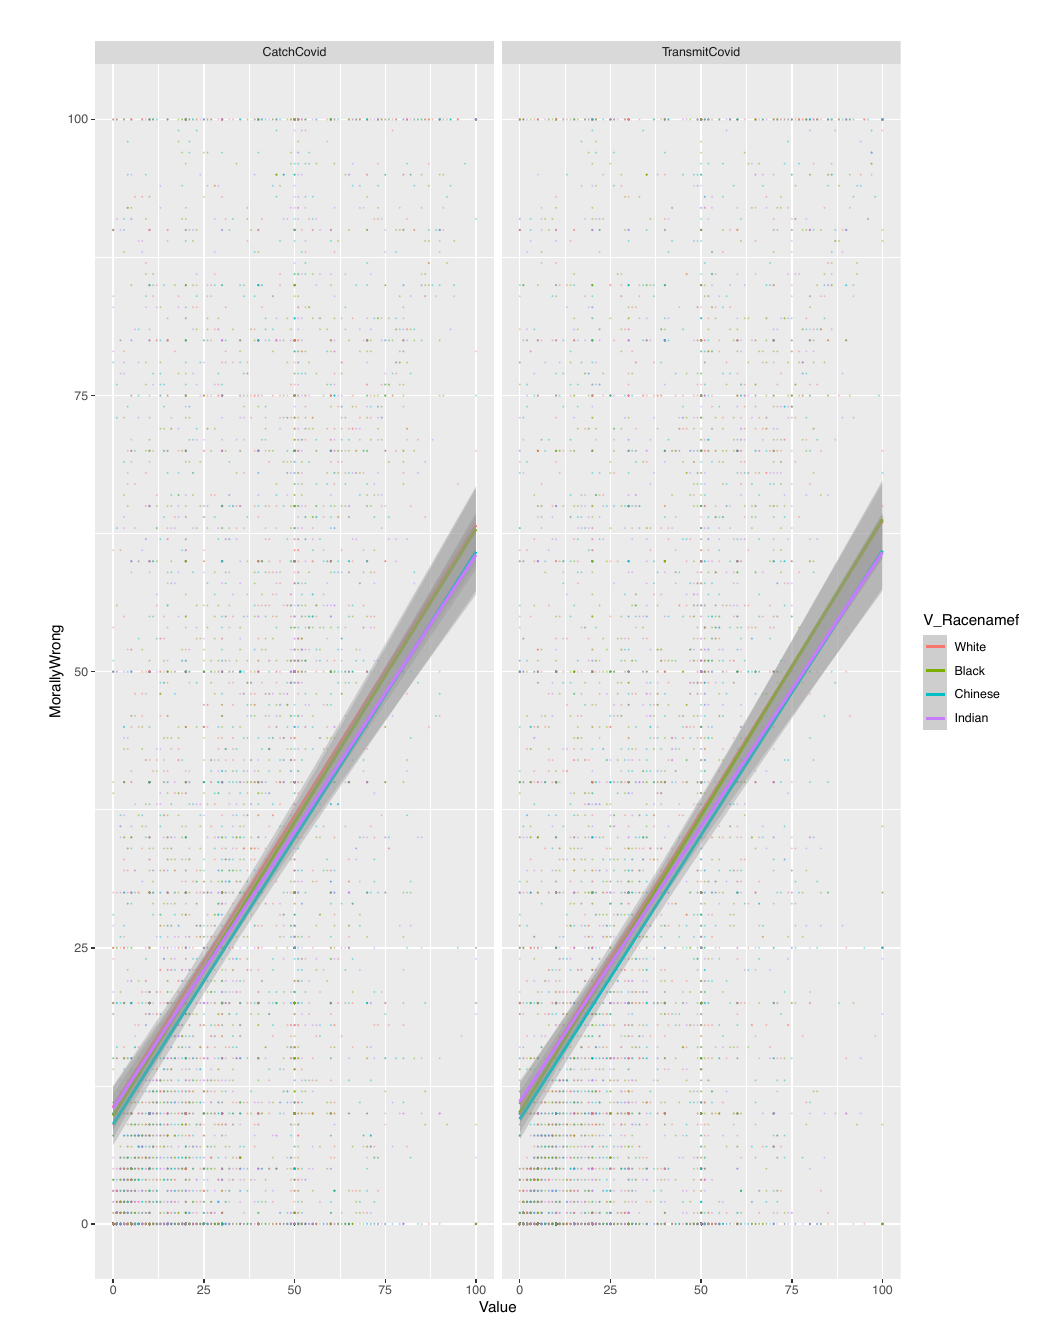 CatchCovid
TransmitCovid
MorallyWrong
100
75
50
25
0
0 25 50 75 100
0 25 50 75 100
Value
V_Racenamef
White
Black
Chinese
Indian